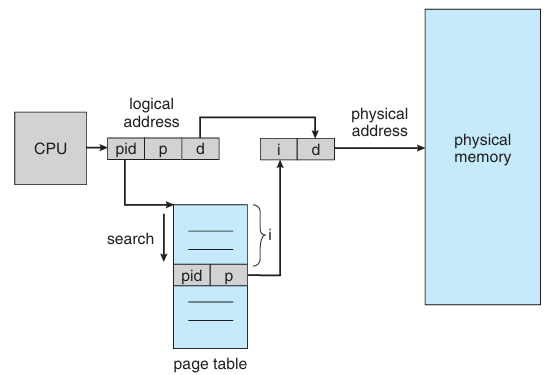 logical
address
CPU
pid p d
i d
physical
address
physical
memory
search
i
pid p
page table